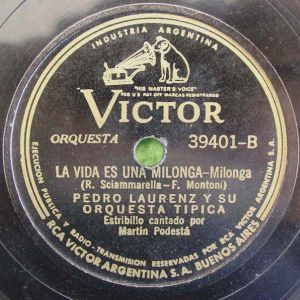 INDUSTRIA ARGENTINA
"HIS MASTER'S VOICE"
REG. U.S. PAT. OFF. MARCAS REGISTRADAS
VICTOR
ORQUESTA
39401-B
LA VIDA ES UNA MILONGA-Milonga
(R. Sciammarella-F. Montoni)
PEDRO LAURENZ Y SU
ORQUESTA TIPICA
Estribillo cantado por
Martín Podestá
EJECUCION PUBLICA Y RADIO-TRANSMISION RESERVADAS POR RCA VICTOR ARGENTINA S.A.
RCA VICTOR ARGENTINA S.A. BUENOS AIRES